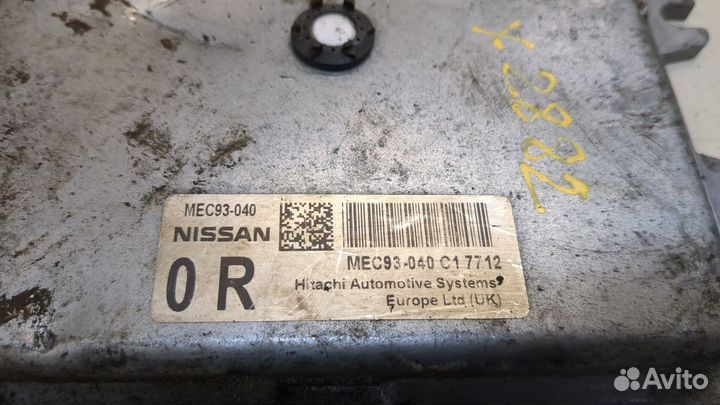 MEC93-040
NISSAN
0 R
MEC93-040 C1 7712
Hitachi Automotive Systems
Europe Ltd (UK)
Avito